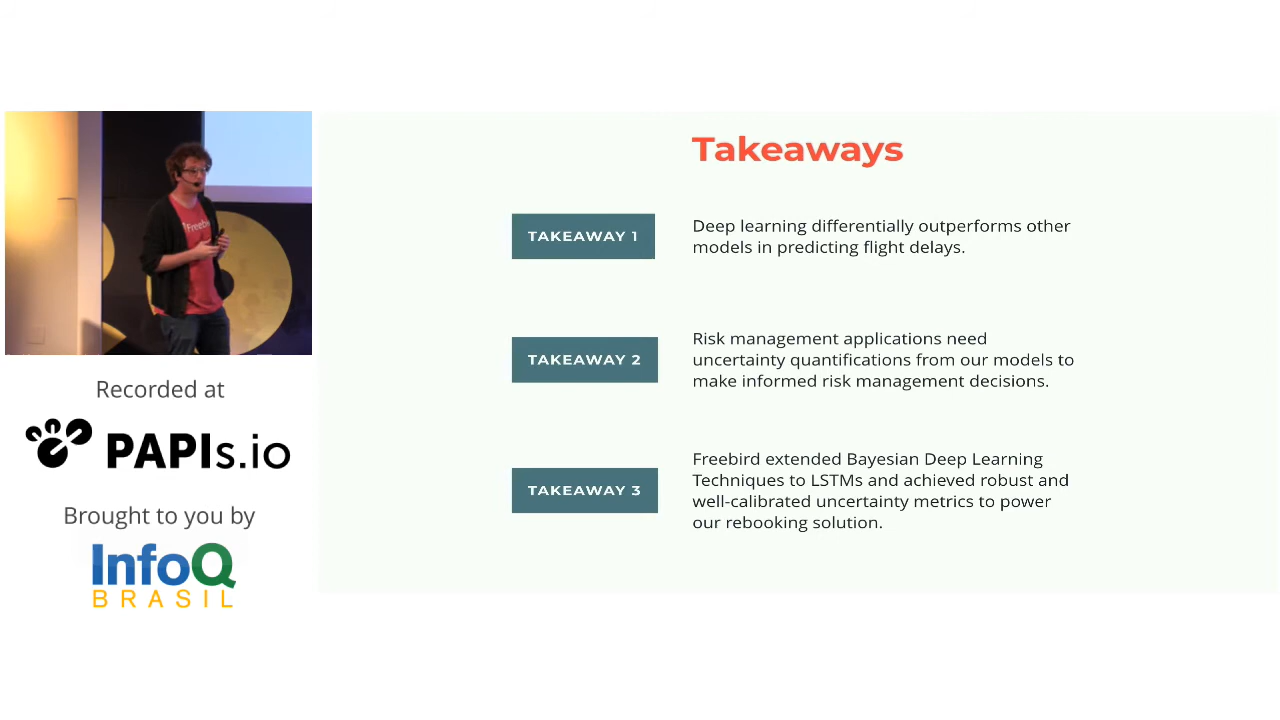 Takeaways
TAKEAWAY 1
Deep learning differentially outperforms other
models in predicting flight delays.
TAKEAWAY 2
Risk management applications need
uncertainty quantifications from our models to
make informed risk management decisions.
TAKEAWAY 3
Freebird extended Bayesian Deep Learning
Techniques to LSTMs and achieved robust and
well-calibrated uncertainty metrics to power
our rebooking solution.
Freebi
Recorded at
PAPIs.io
Brought to you by
InfoQ
BRASIL